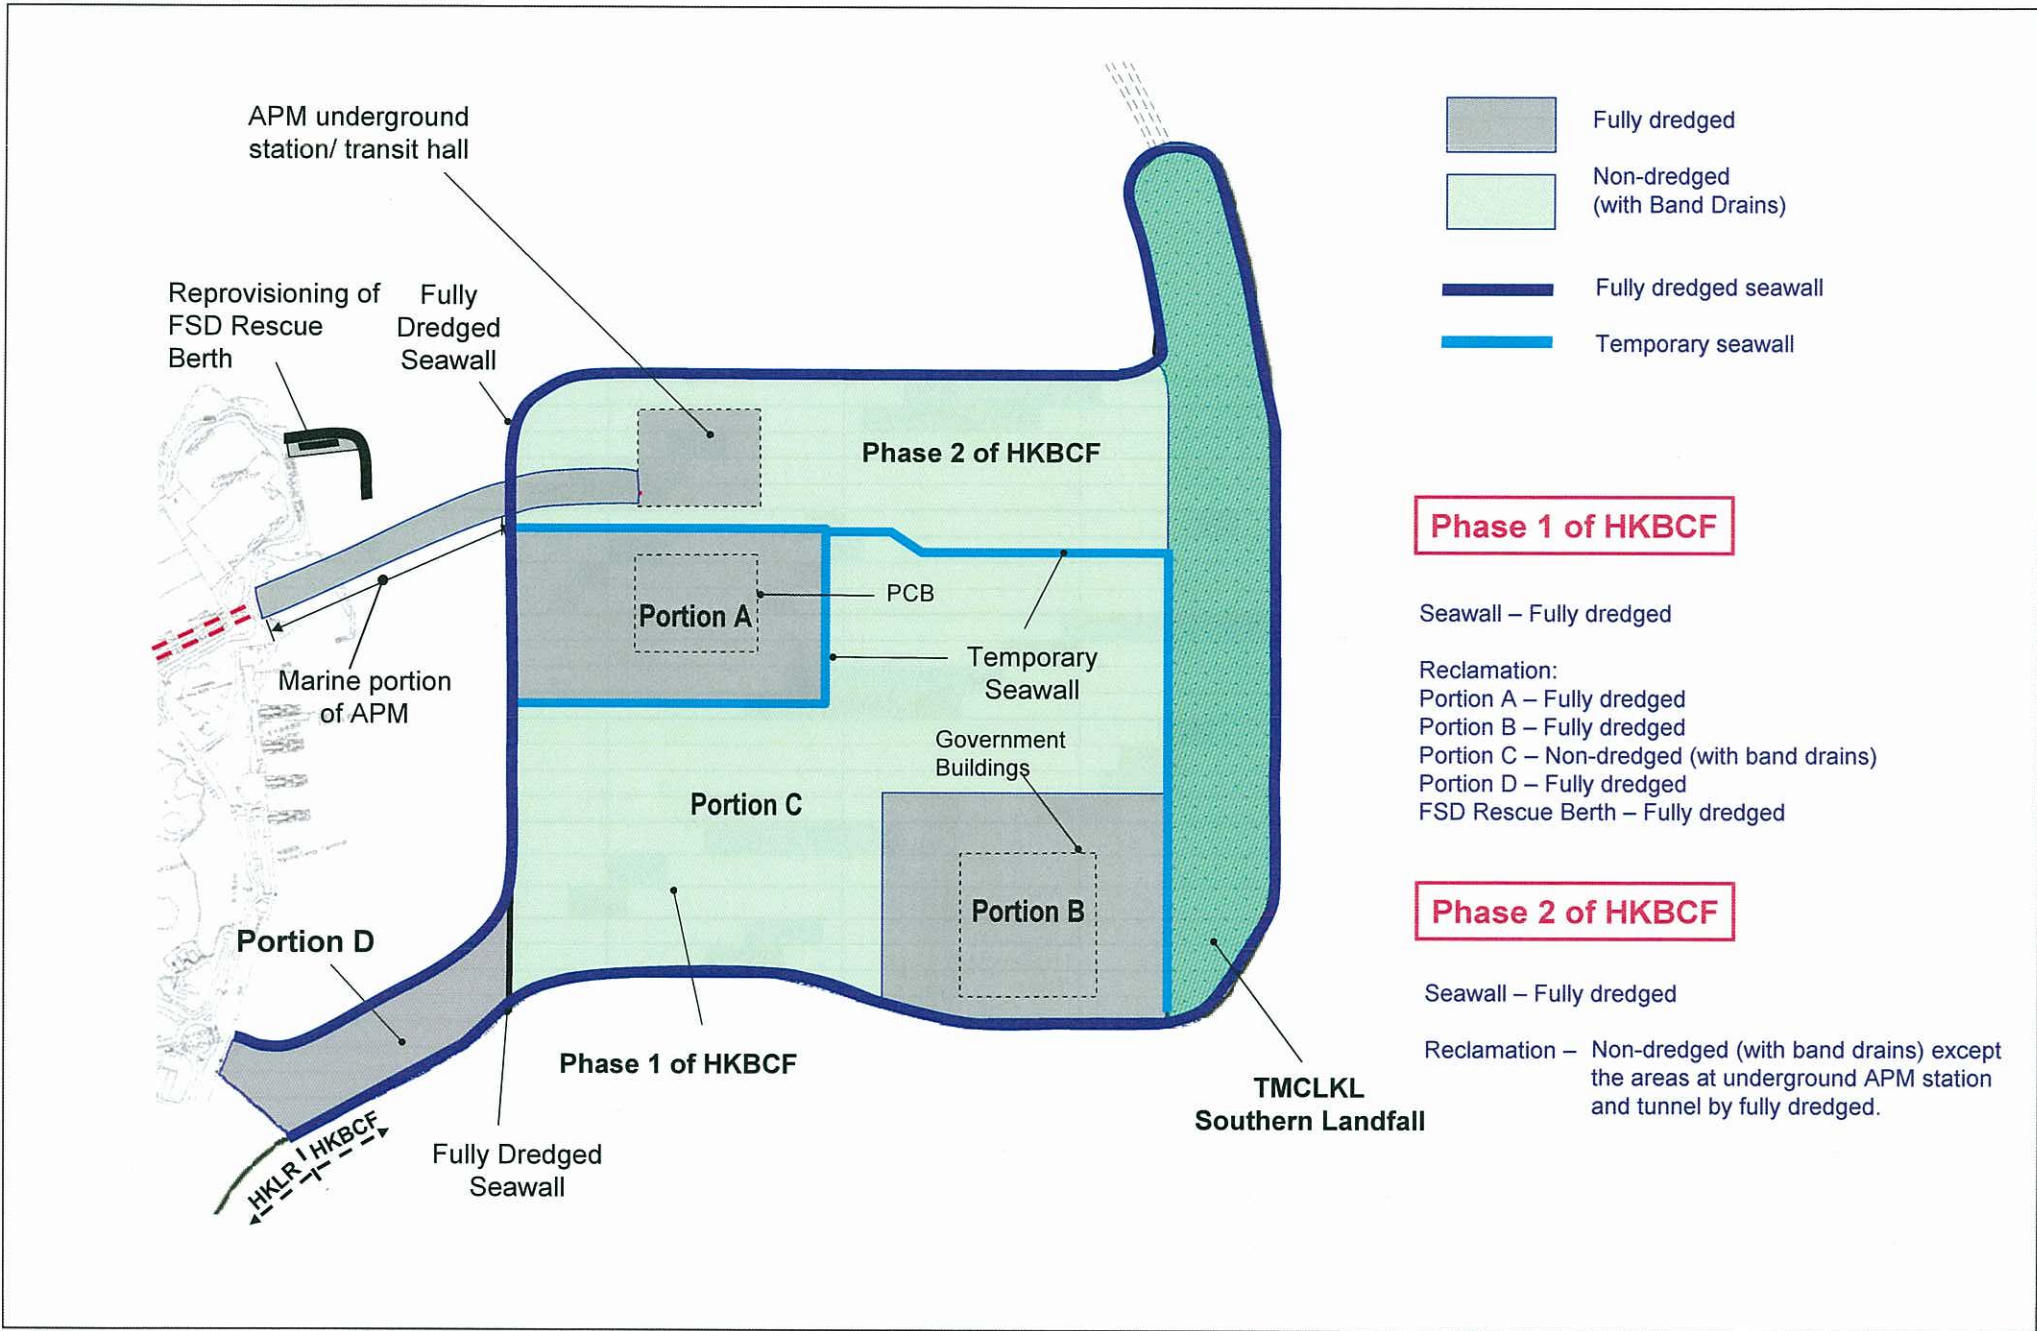 APM underground
station/ transit hall
Reprovisioning of
FSD Rescue
Berth
Fully
Dredged
Seawall
Phase 2 of HKBCF
PCB
Portion A
Temporary
Seawall
Marine portion
of APM
Government
Buildings
Portion C
Portion B
Portion D
Phase 1 of HKBCF
TMCLKL
Southern Landfall
Fully Dredged
Seawall
HKLR
HKBCF
Fully dredged
Non-dredged
(with Band Drains)
Fully dredged seawall
Temporary seawall
Phase 1 of HKBCF
Seawall – Fully dredged
Reclamation:
Portion A – Fully dredged
Portion B – Fully dredged
Portion C – Non-dredged (with band drains)
Portion D – Fully dredged
FSD Rescue Berth – Fully dredged
Phase 2 of HKBCF
Seawall – Fully dredged
Reclamation – Non-dredged (with band drains) except
the areas at underground APM station
and tunnel by fully dredged.